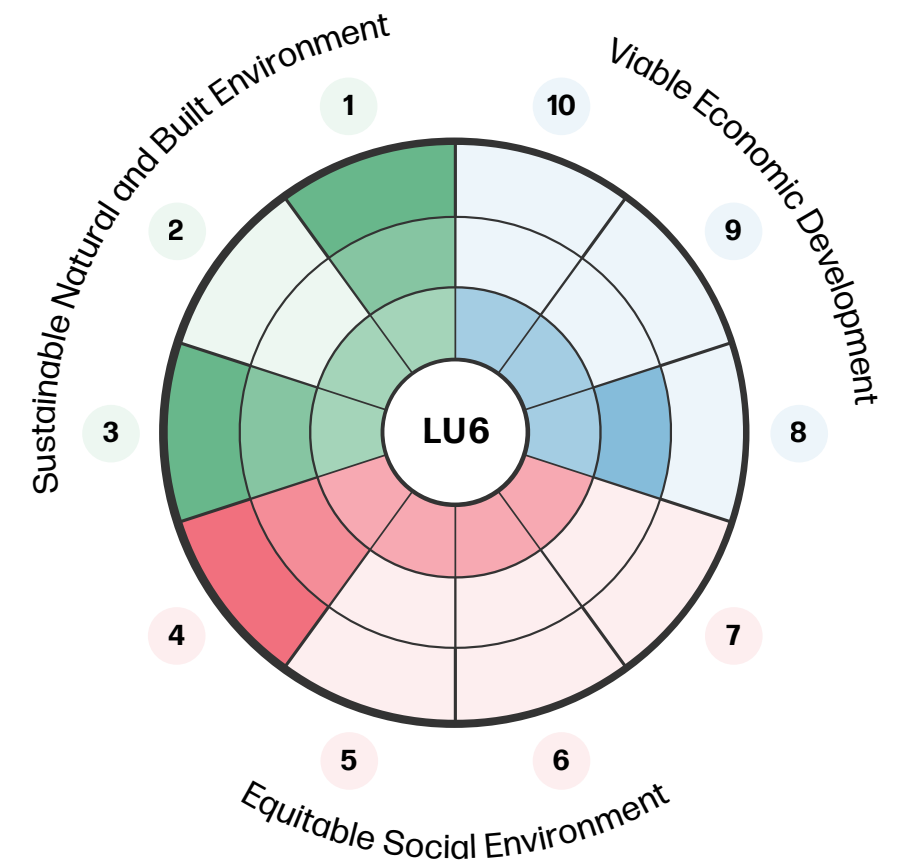 Sustainable Natural and Built Environment
Viable Economic Development
1
10
2
9
3
LU6
8
4
7
5
6
Equitable Social Environment